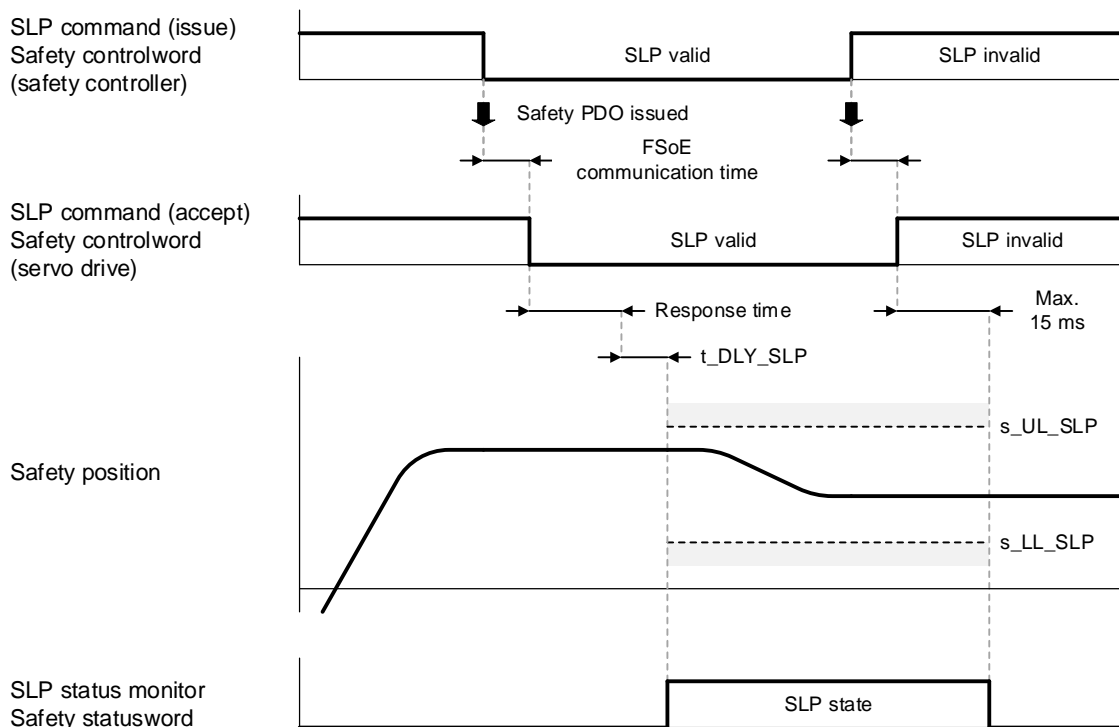 SLP command (issue)
Safety controlword
(safety controller)
SLP valid
SLP invalid
Safety PDO issued
FSoE
communication time
SLP command (accept)
Safety controlword
(servo drive)
SLP valid
SLP invalid
Response time
Max.
15 ms
t_DLY_SLP
s_UL_SLP
Safety position
s_LL_SLP
SLP status monitor
Safety statusword
SLP state